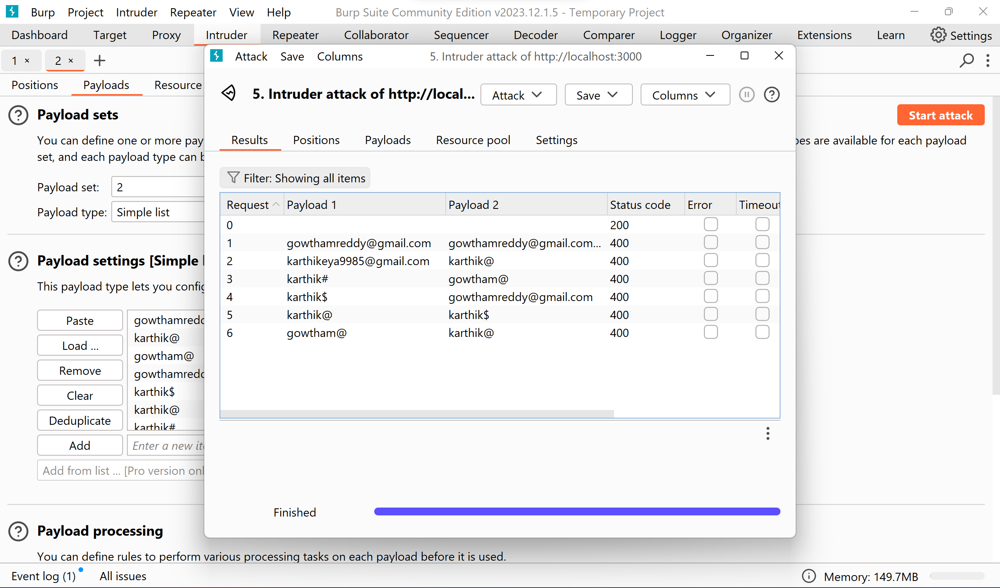 Burp Project Intruder Repeater View Help Burp Suite Community Edition v2023.12.1.5 - Temporary Project
Dashboard Target Proxy Intruder Repeater Collaborator Sequencer Decoder Comparer Logger Organizer Extensions Learn Settings
1 × 2 × +
Positions Payloads Resource
Payload sets
Start attack
You can define one or more pay
pes are available for each payload
set, and each payload type can b
Payload set: 2
Payload type: Simple list
Payload settings [Simple l
This payload type lets you config
Paste
Load ...
Remove
Clear
Deduplicate
Add
gowthamredd
karthik@
gowtham@
gowthamredd
karthik$
karthik@
karthik#
Enter a new ite
Add from list ... [Pro version onl
Payload processing
You can define rules to perform various processing tasks on each payload before it is used.
Attack Save Columns 5. Intruder attack of http://localhost:3000
5. Intruder attack of http://local... Attack Save Columns
Results Positions Payloads Resource pool Settings
Filter: Showing all items
Request Payload 1 Payload 2 Status code Error Timeout
0 200
1 gowthamreddy@gmail.com gowthamreddy@gmail.com... 400
2 karthikeya9985@gmail.com karthik@ 400
3 karthik# gowtham@ 400
4 karthik$ gowthamreddy@gmail.com 400
5 karthik@ karthik$ 400
6 gowtham@ karthik@ 400
Finished
Event log (1) All issues Memory: 149.7MB